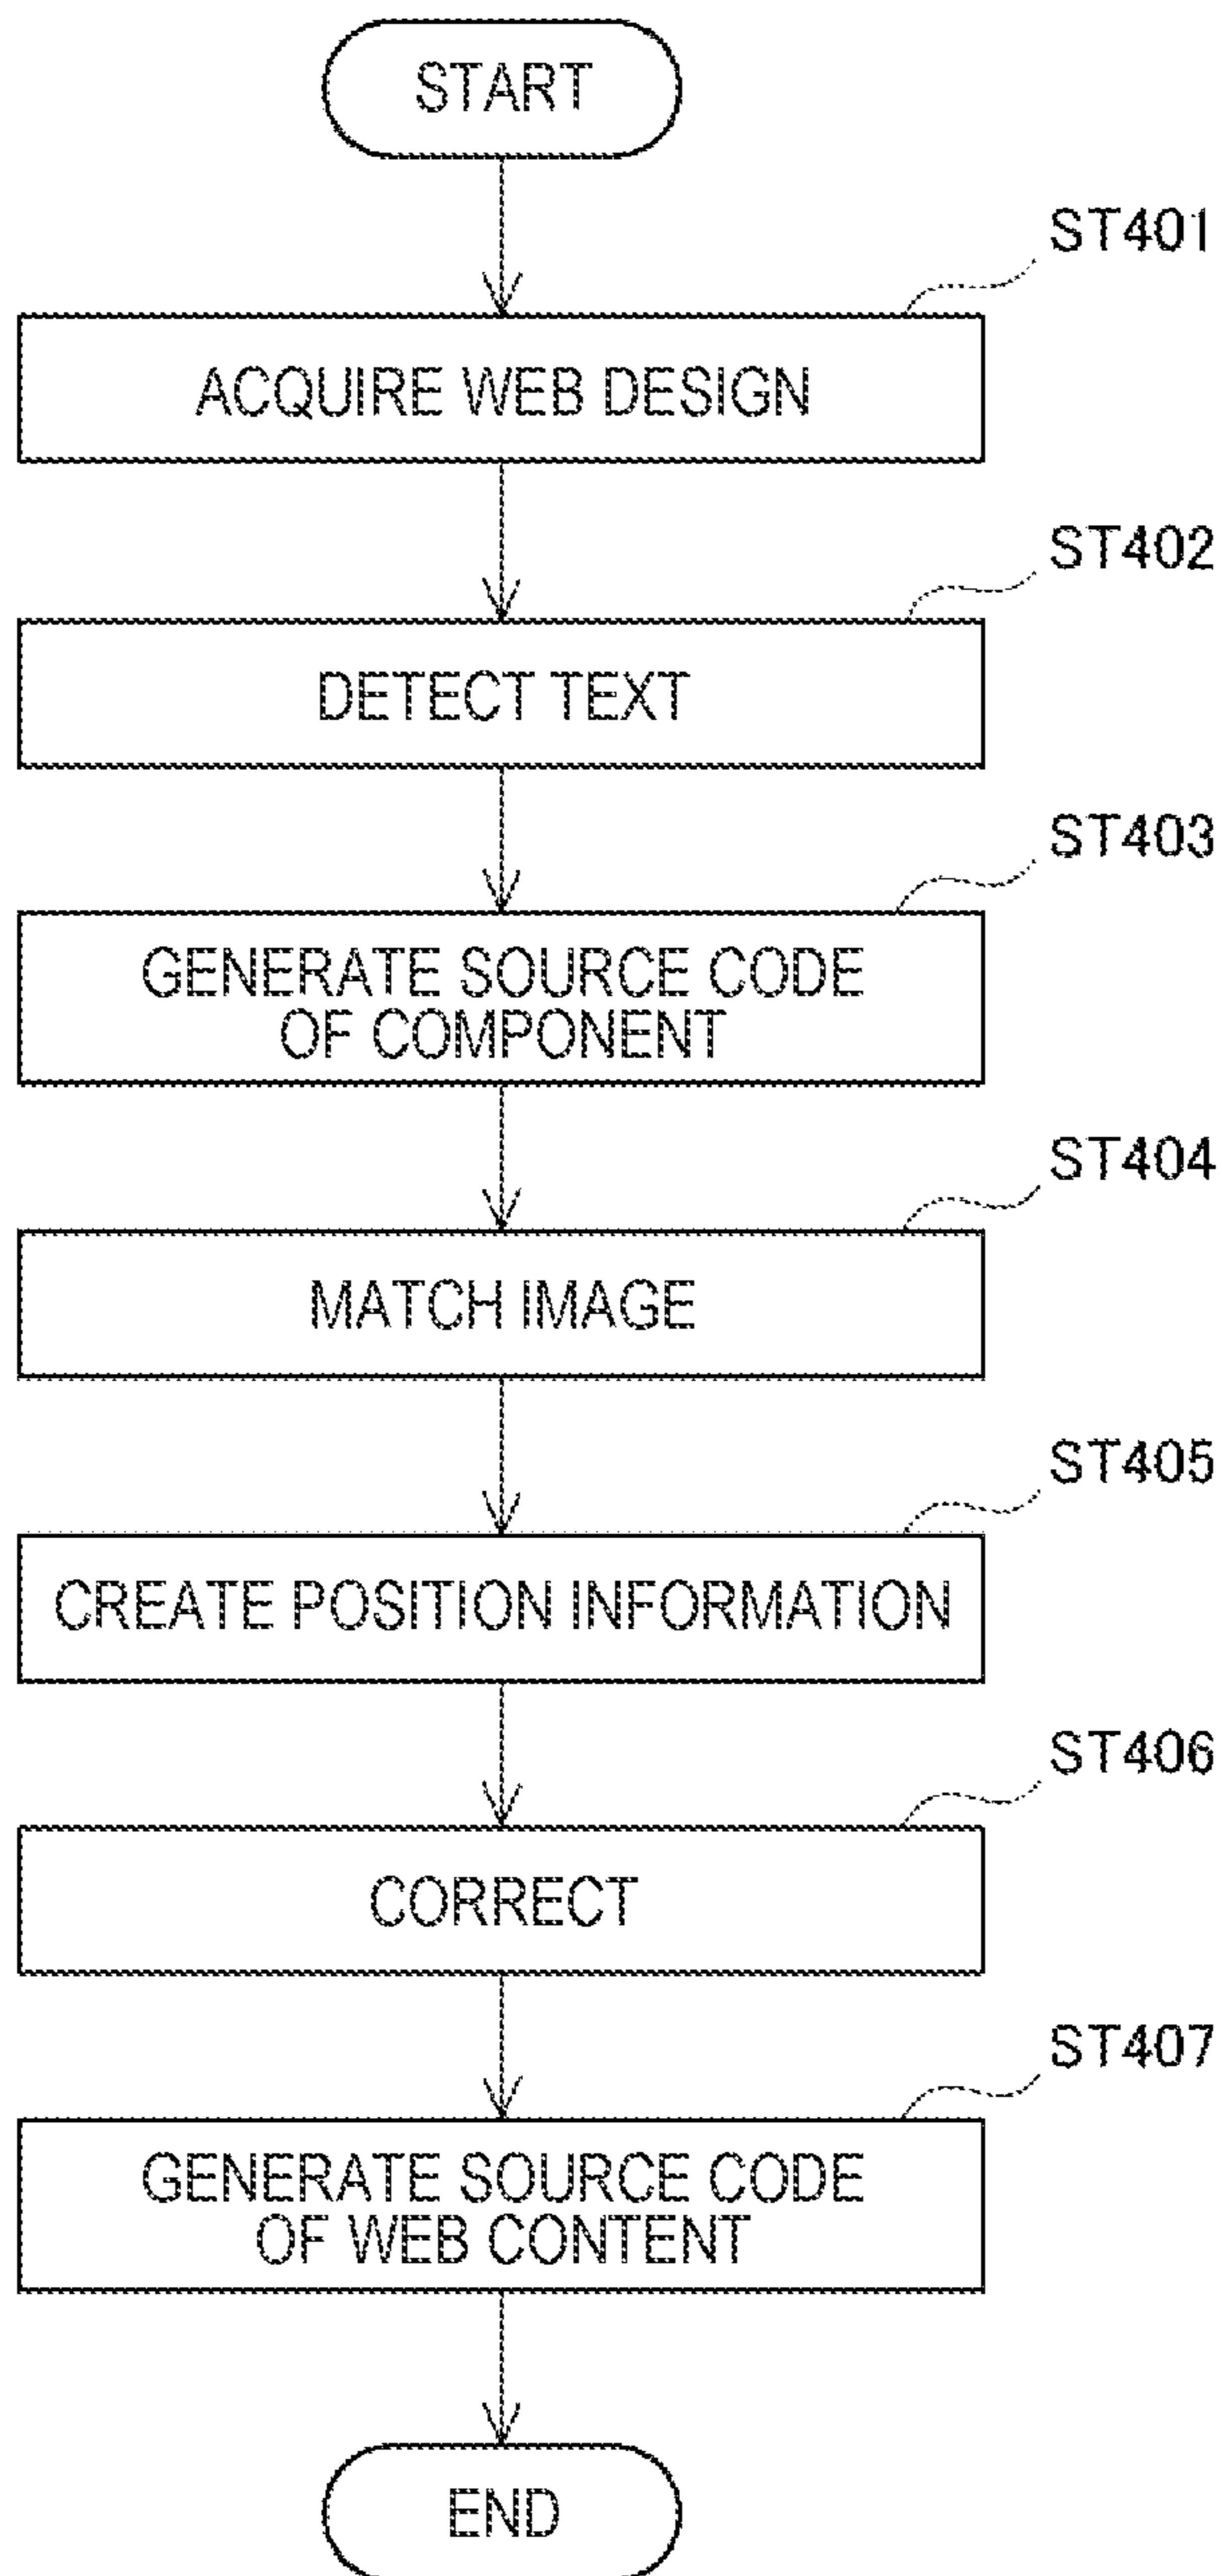 START
ST401
ACQUIRE WEB DESIGN
ST402
DETECT TEXT
ST403
GENERATE SOURCE CODE
OF COMPONENT
ST404
MATCH IMAGE
ST405
CREATE POSITION INFORMATION
ST406
CORRECT
ST407
GENERATE SOURCE CODE
OF WEB CONTENT
END